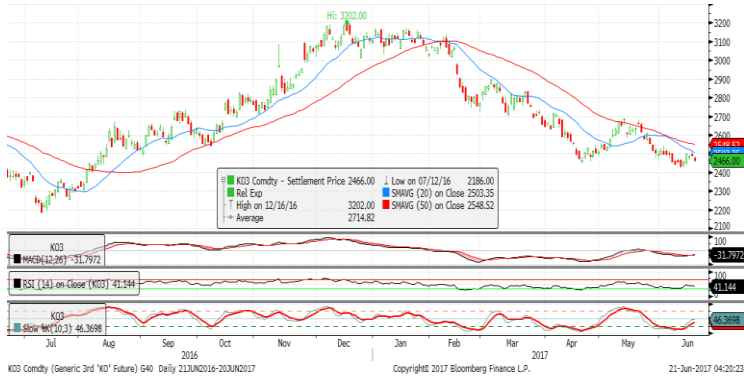 Hi: 3202.00
3200
3100
3000
2900
2800
2700
2600
2548.52
2466.00
2400
2300
2200
2100
K03 Comdty - Settlement Price 2466.00
Rel Exp
High on 12/16/16 3202.00
Average 2714.82
Low on 07/12/16 2186.00
SMAVG (20) on Close 2503.35
SMAVG (50) on Close 2548.52
K03
MACD(12,26) -31.7972
100
-31.7972
RSI (14) on Close (K03) 41.144
100
41.144
0
K03
Slow %K(10,3) 46.3698
100
46.3698
Jul Aug Sep Oct Nov Dec Jan Feb Mar Apr May Jun
2016 2017
K03 Comdty (Generic 3rd 'KO' Future) G40 Daily 21JUN2016-20JUN2017 Copyright© 2017 Bloomberg Finance L.P. 21-Jun-2017 04:20:23